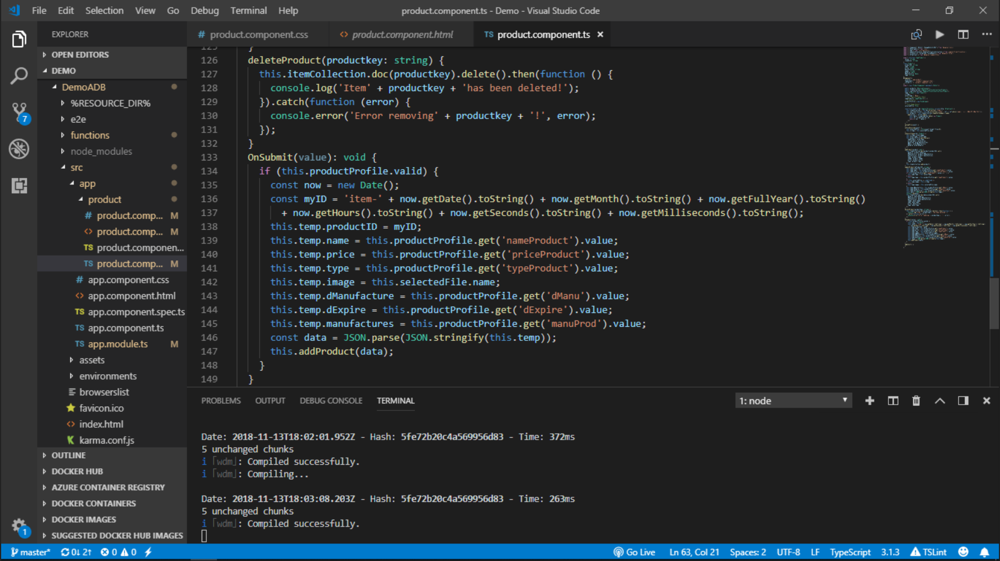 File Edit Selection View Go Debug Terminal Help product.component.ts - Demo - Visual Studio Code
EXPLORER
# product.component.css <> product.component.html TS product.component.ts ×
OPEN EDITORS
DEMO
DemoADB
%RESOURCE_DIR%
e2e
functions
node_modules
src
app
product
# product.comp... M
<> product.comp... M
TS product.componen...
TS product.comp... M
# app.component.css
<> app.component.html
TS app.component.spec.ts
TS app.component.ts
TS app.module.ts M
assets
environments
browserslist
favicon.ico
<> index.html
karma.conf.js
OUTLINE
DOCKER HUB
AZURE CONTAINER REGISTRY
DOCKER CONTAINERS
DOCKER IMAGES
SUGGESTED DOCKER HUB IMAGES
7
1
125 }
126 deleteProduct(productkey: string) {
127 this.itemCollection.doc(productkey).delete().then(function () {
128 console.log('Item' + productkey + 'has been deleted!');
129 }).catch(function (error) {
130 console.error('Error removing' + productkey + '!', error);
131 });
132 }
133 OnSubmit(value): void {
134 if (this.productProfile.valid) {
135 const now = new Date();
136 const myID = 'item-' + now.getDate().toString() + now.getMonth().toString() + now.getFullYear().toString()
137 + now.getHours().toString() + now.getSeconds().toString() + now.getMilliseconds().toString();
138 this.temp.productID = myID;
139 this.temp.name = this.productProfile.get('nameProduct').value;
140 this.temp.price = this.productProfile.get('priceProduct').value;
141 this.temp.type = this.productProfile.get('typeProduct').value;
142 this.temp.image = this.selectedFile.name;
143 this.temp.dManufacture = this.productProfile.get('dManu').value;
144 this.temp.dExpire = this.productProfile.get('dExpire').value;
145 this.temp.manufactures = this.productProfile.get('manuProd').value;
146 const data = JSON.parse(JSON.stringify(this.temp));
147 this.addProduct(data);
148 }
149 }
PROBLEMS OUTPUT DEBUG CONSOLE TERMINAL 1: node
Date: 2018-11-13T18:02:01.952Z - Hash: 5fe72b20c4a569956d83 - Time: 372ms
5 unchanged chunks
i ｢wdm｣: Compiled successfully.
i ｢wdm｣: Compiling...
Date: 2018-11-13T18:03:08.203Z - Hash: 5fe72b20c4a569956d83 - Time: 263ms
5 unchanged chunks
i ｢wdm｣: Compiled successfully.
master* 0↓ 2↑ 0 0 Go Live Ln 63, Col 21 Spaces: 2 UTF-8 LF TypeScript 3.1.3 TSLint